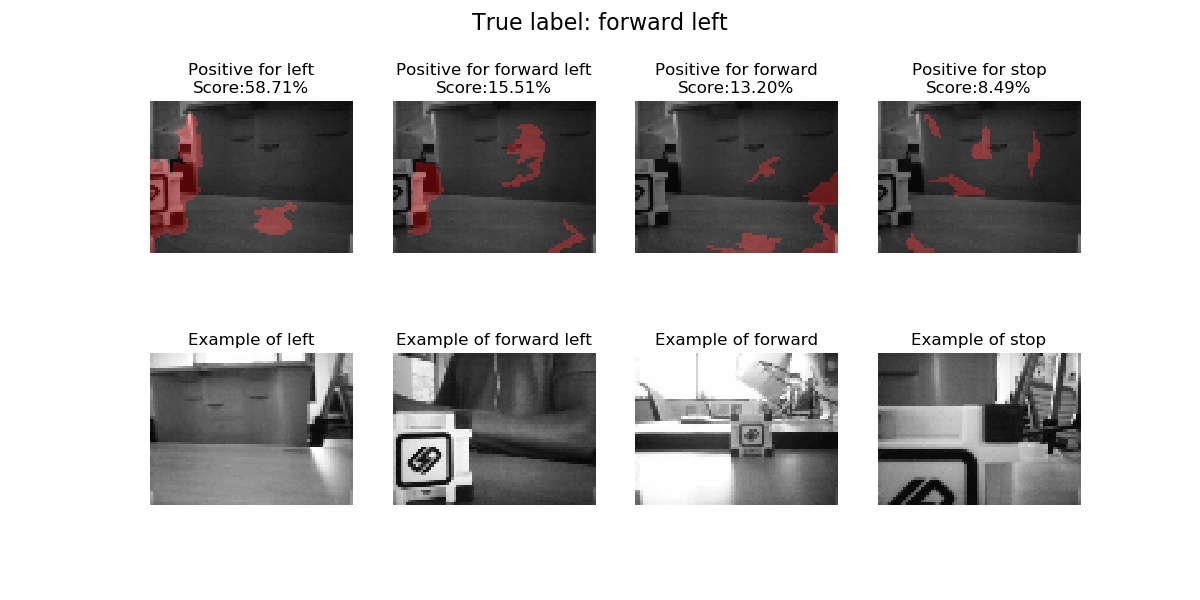 True label: forward left
Positive for left
Score:58.71%
Positive for forward left
Score:15.51%
Positive for forward
Score:13.20%
Positive for stop
Score:8.49%
Example of left
Example of forward left
Example of forward
Example of stop